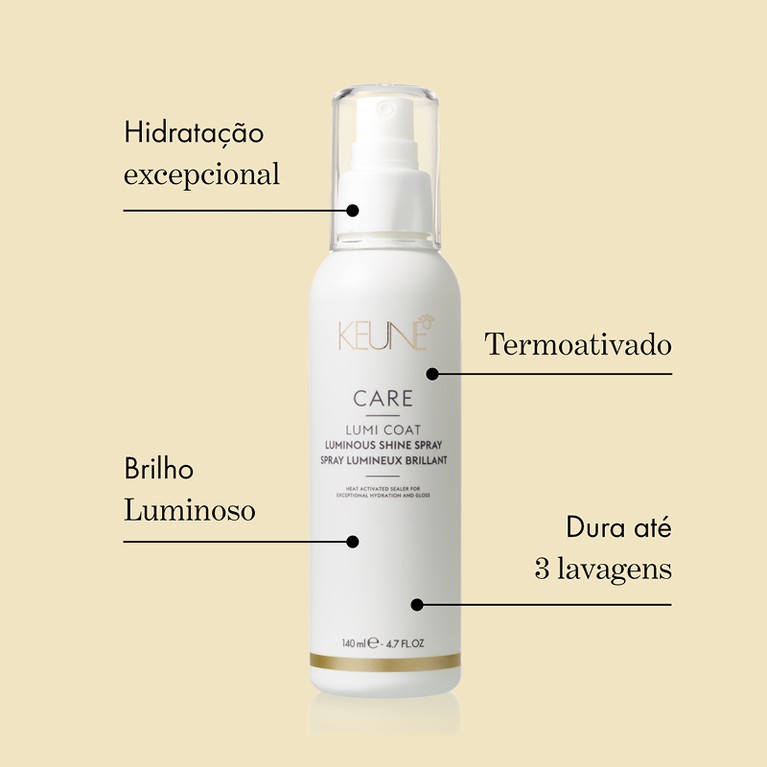 Hidratação
excepcional
KEUNE
Termoativado
CARE
LUMI COAT
LUMINOUS SHINE SPRAY
SPRAY LUMINEUX BRILLANT
Brilho
Luminoso
HEAT ACTIVATED SEALER FOR
EXCEPTIONAL HYDRATION AND GLOSS
Dura até
3 lavagens
140 ml ℮ - 4.7 FL.OZ